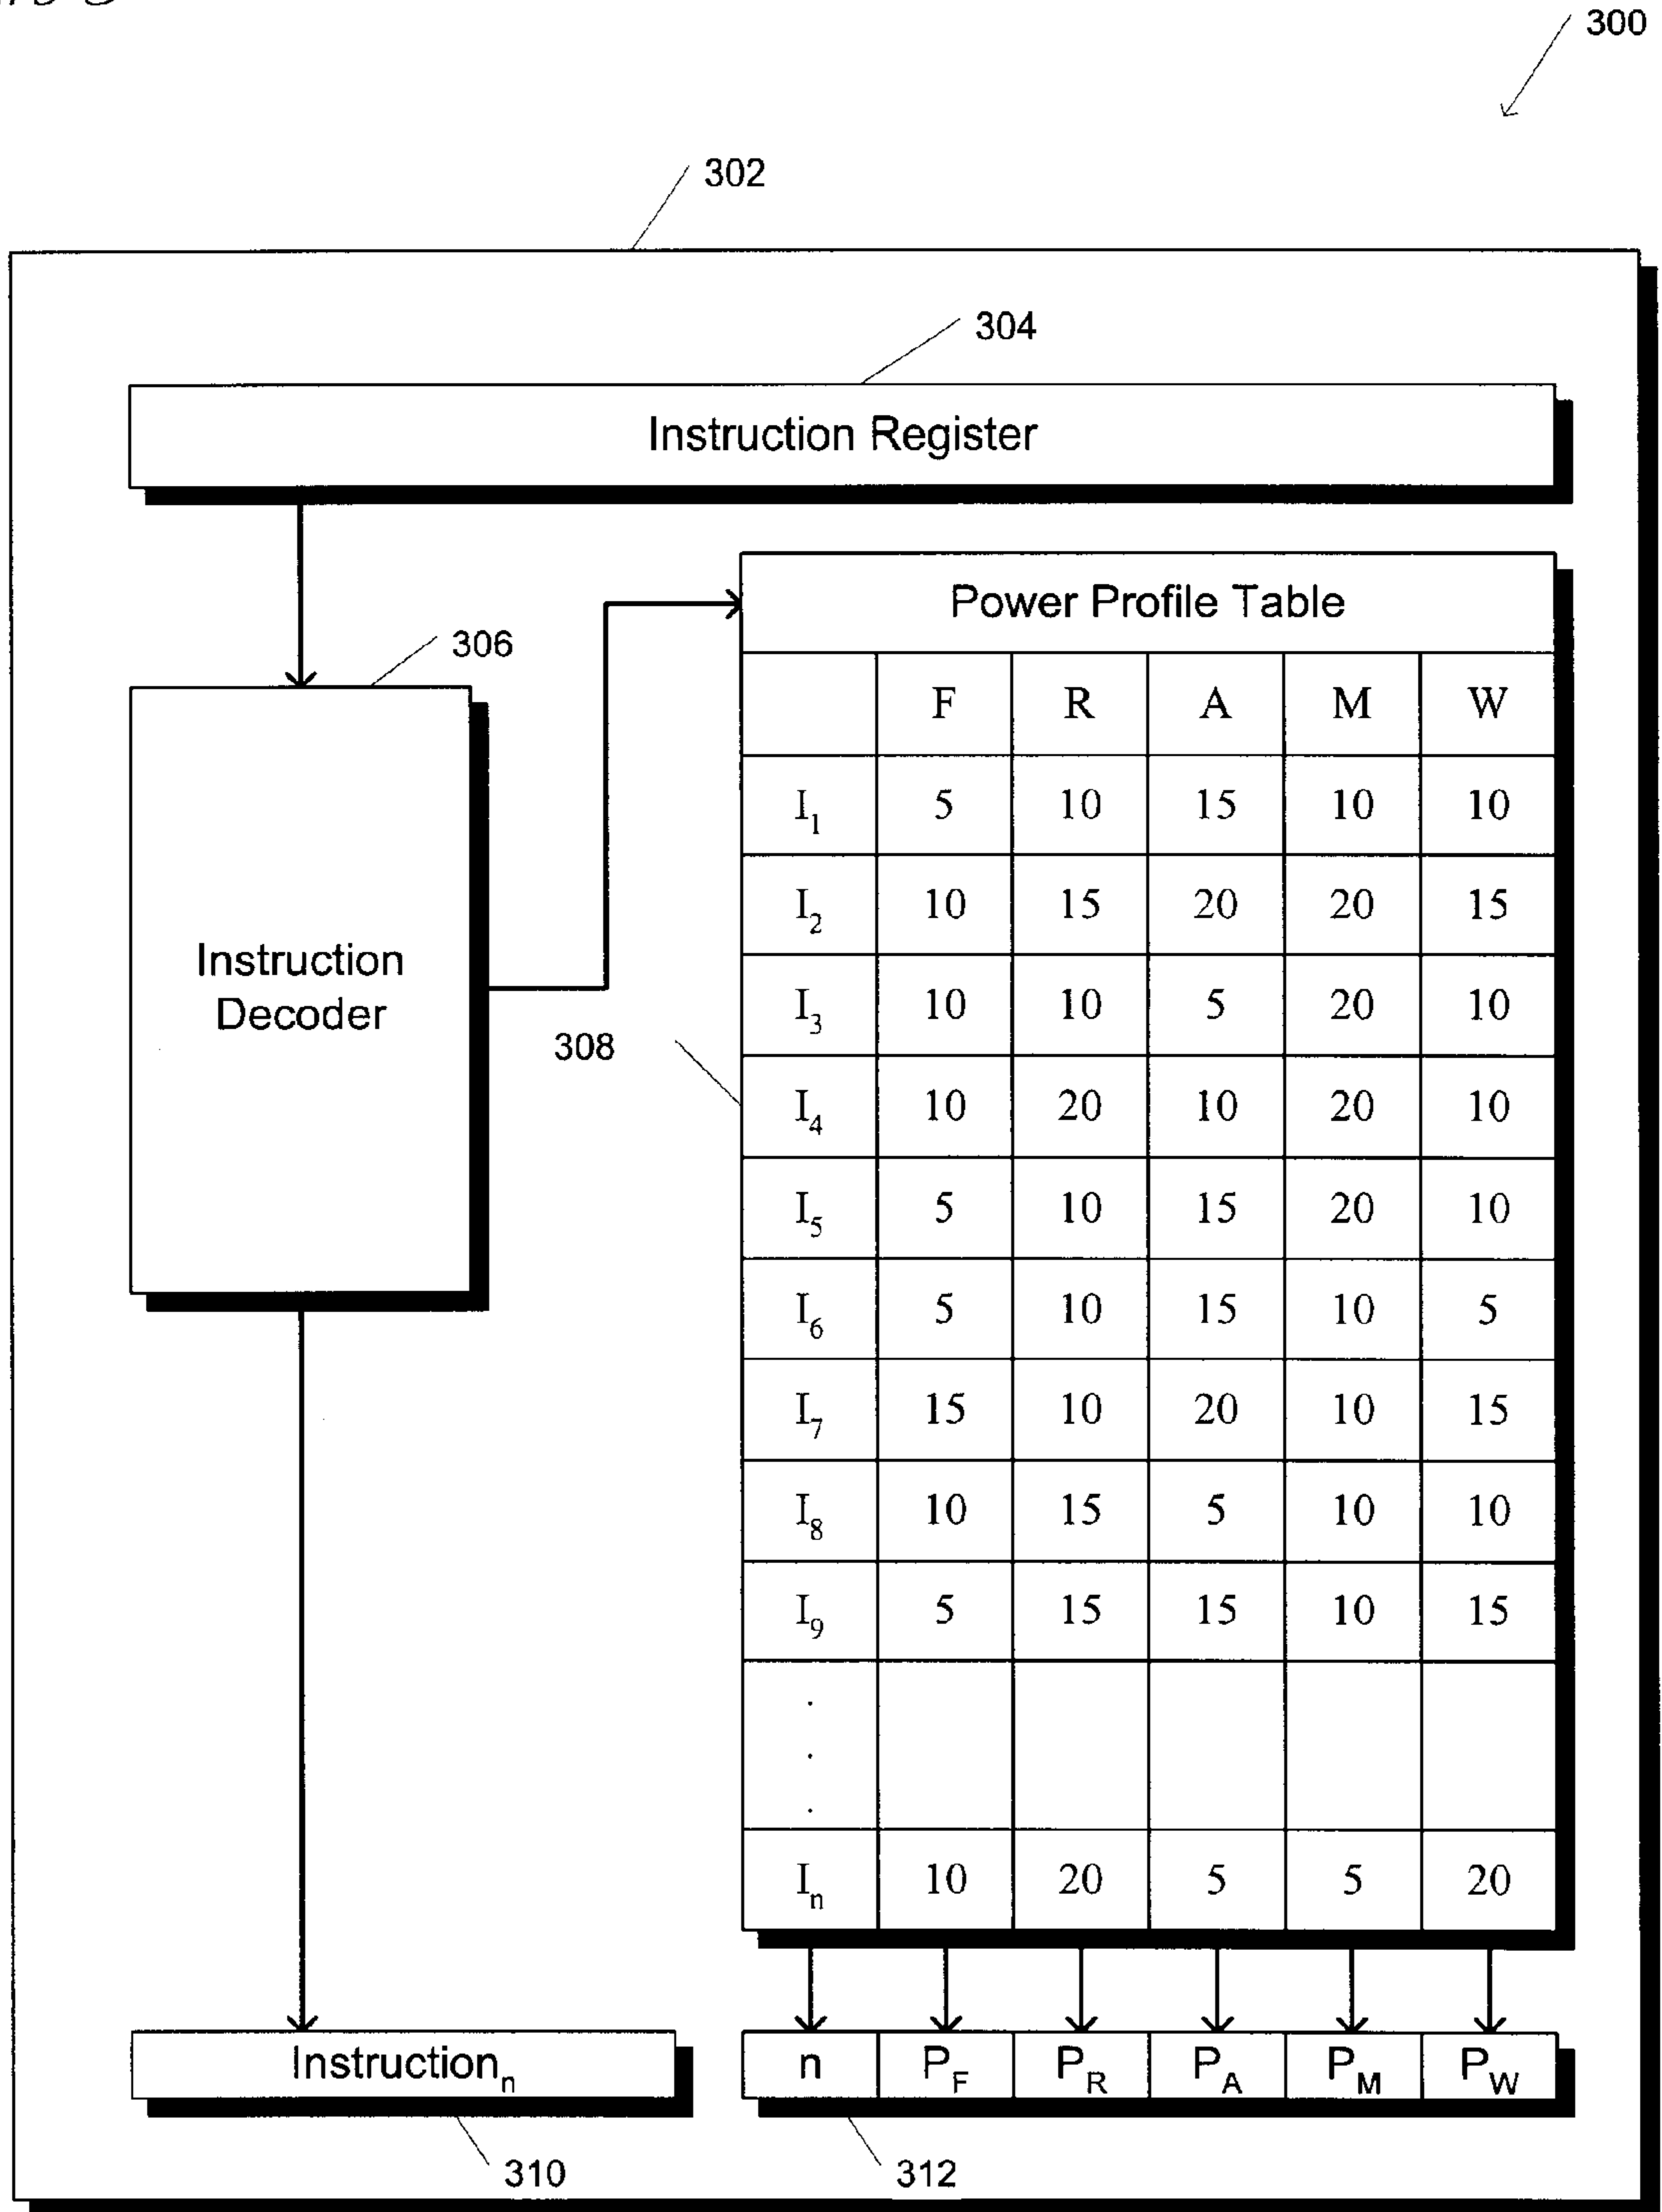 300
302
304
Instruction Register
Power Profile Table
306
F R A M W
I1 5 10 15 10 10
I2 10 15 20 20 15
Instruction
Decoder
I3 10 10 5 20 10
308
I4 10 20 10 20 10
I5 5 10 15 20 10
I6 5 10 15 10 5
I7 15 10 20 10 15
I8 10 15 5 10 10
I9 5 15 15 10 15
.
.
.
In 10 20 5 5 20
Instructionn
n PF PR PA PM PW
310
312